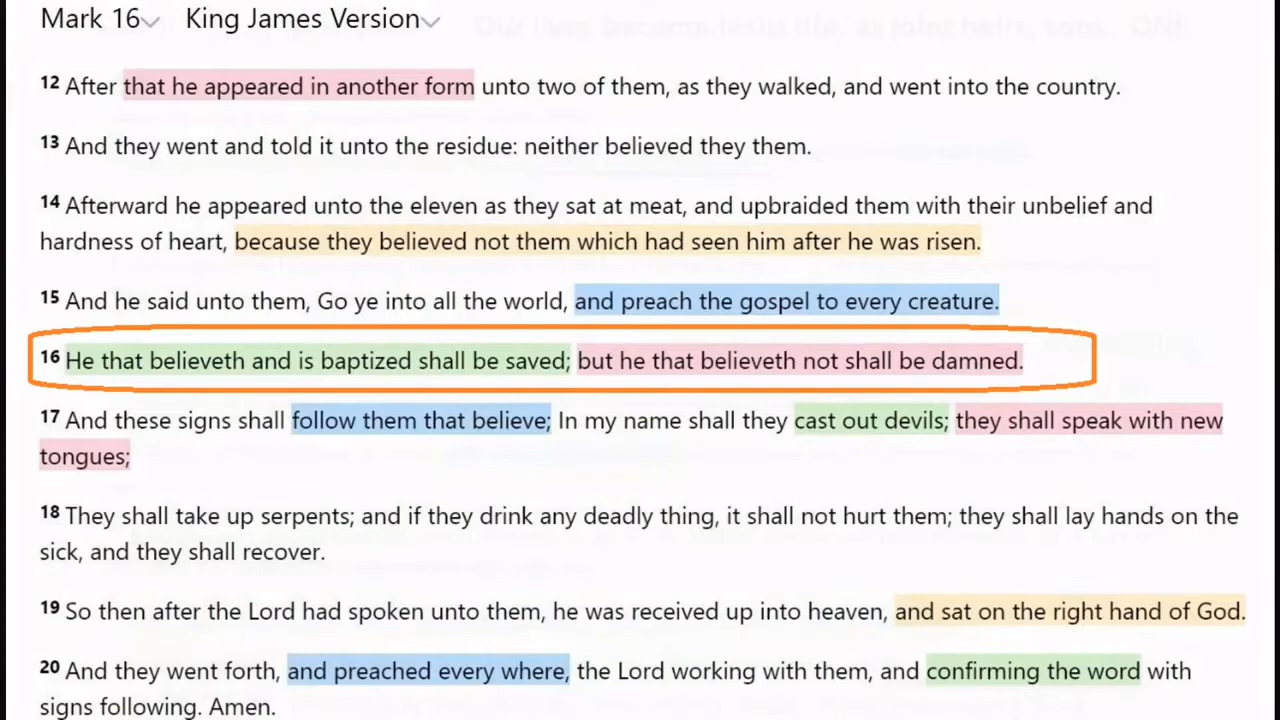 Mark 16 King James Version
Our lives become Jesus life, as joint heirs, sons. ONE
12 After that he appeared in another form unto two of them, as they walked, and went into the country.
13 And they went and told it unto the residue: neither believed they them.
14 Afterward he appeared unto the eleven as they sat at meat, and upbraided them with their unbelief and
hardness of heart, because they believed not them which had seen him after he was risen.
15 And he said unto them, Go ye into all the world, and preach the gospel to every creature.
16 He that believeth and is baptized shall be saved; but he that believeth not shall be damned.
17 And these signs shall follow them that believe; In my name shall they cast out devils; they shall speak with new
tongues;
18 They shall take up serpents; and if they drink any deadly thing, it shall not hurt them; they shall lay hands on the
sick, and they shall recover.
19 So then after the Lord had spoken unto them, he was received up into heaven, and sat on the right hand of God.
20 And they went forth, and preached every where, the Lord working with them, and confirming the word with
signs following. Amen.